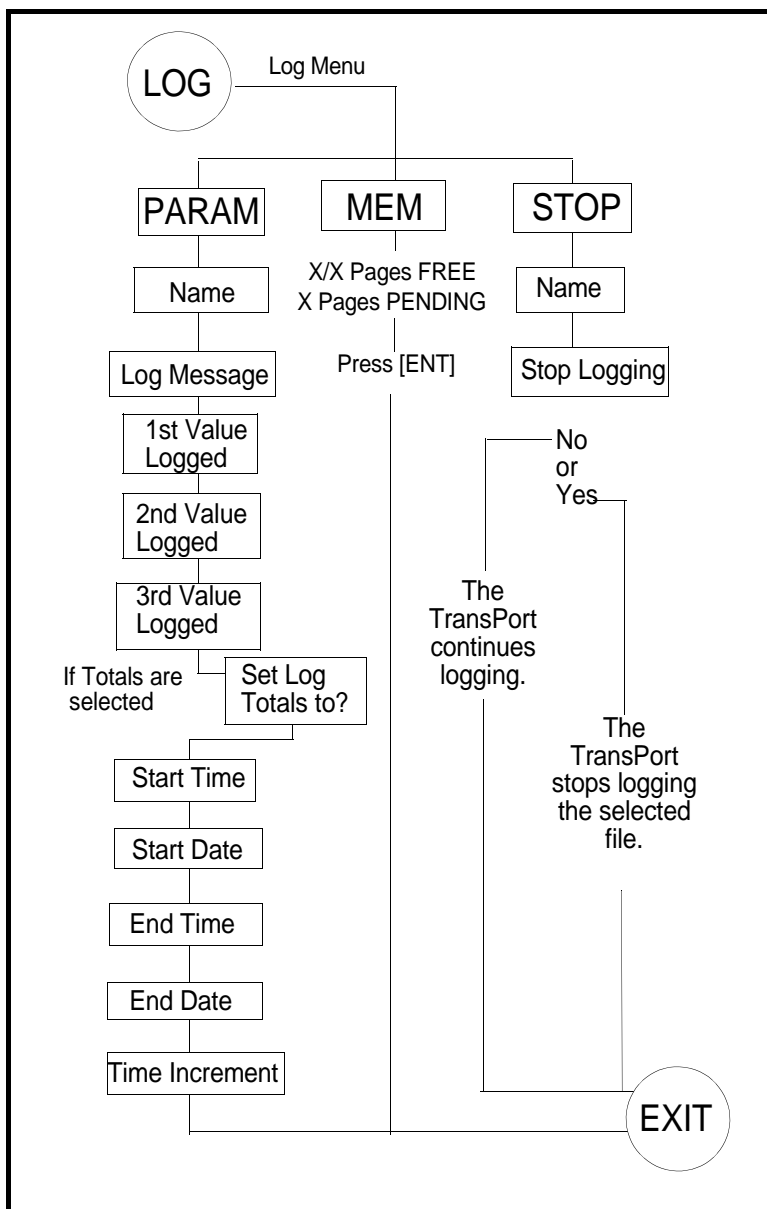 LOG
Log Menu
PARAM
MEM
STOP
Name
X/X Pages FREE
X Pages PENDING
Name
Log Message
Press [ENT]
Stop Logging
1st Value
Logged
No
or
Yes
2nd Value
Logged
3rd Value
Logged
The
TransPort
continues
logging.
If Totals are
selected
Set Log
Totals to?
Start Time
The
TransPort
stops logging
the selected
file.
Start Date
End Time
End Date
Time Increment
EXIT